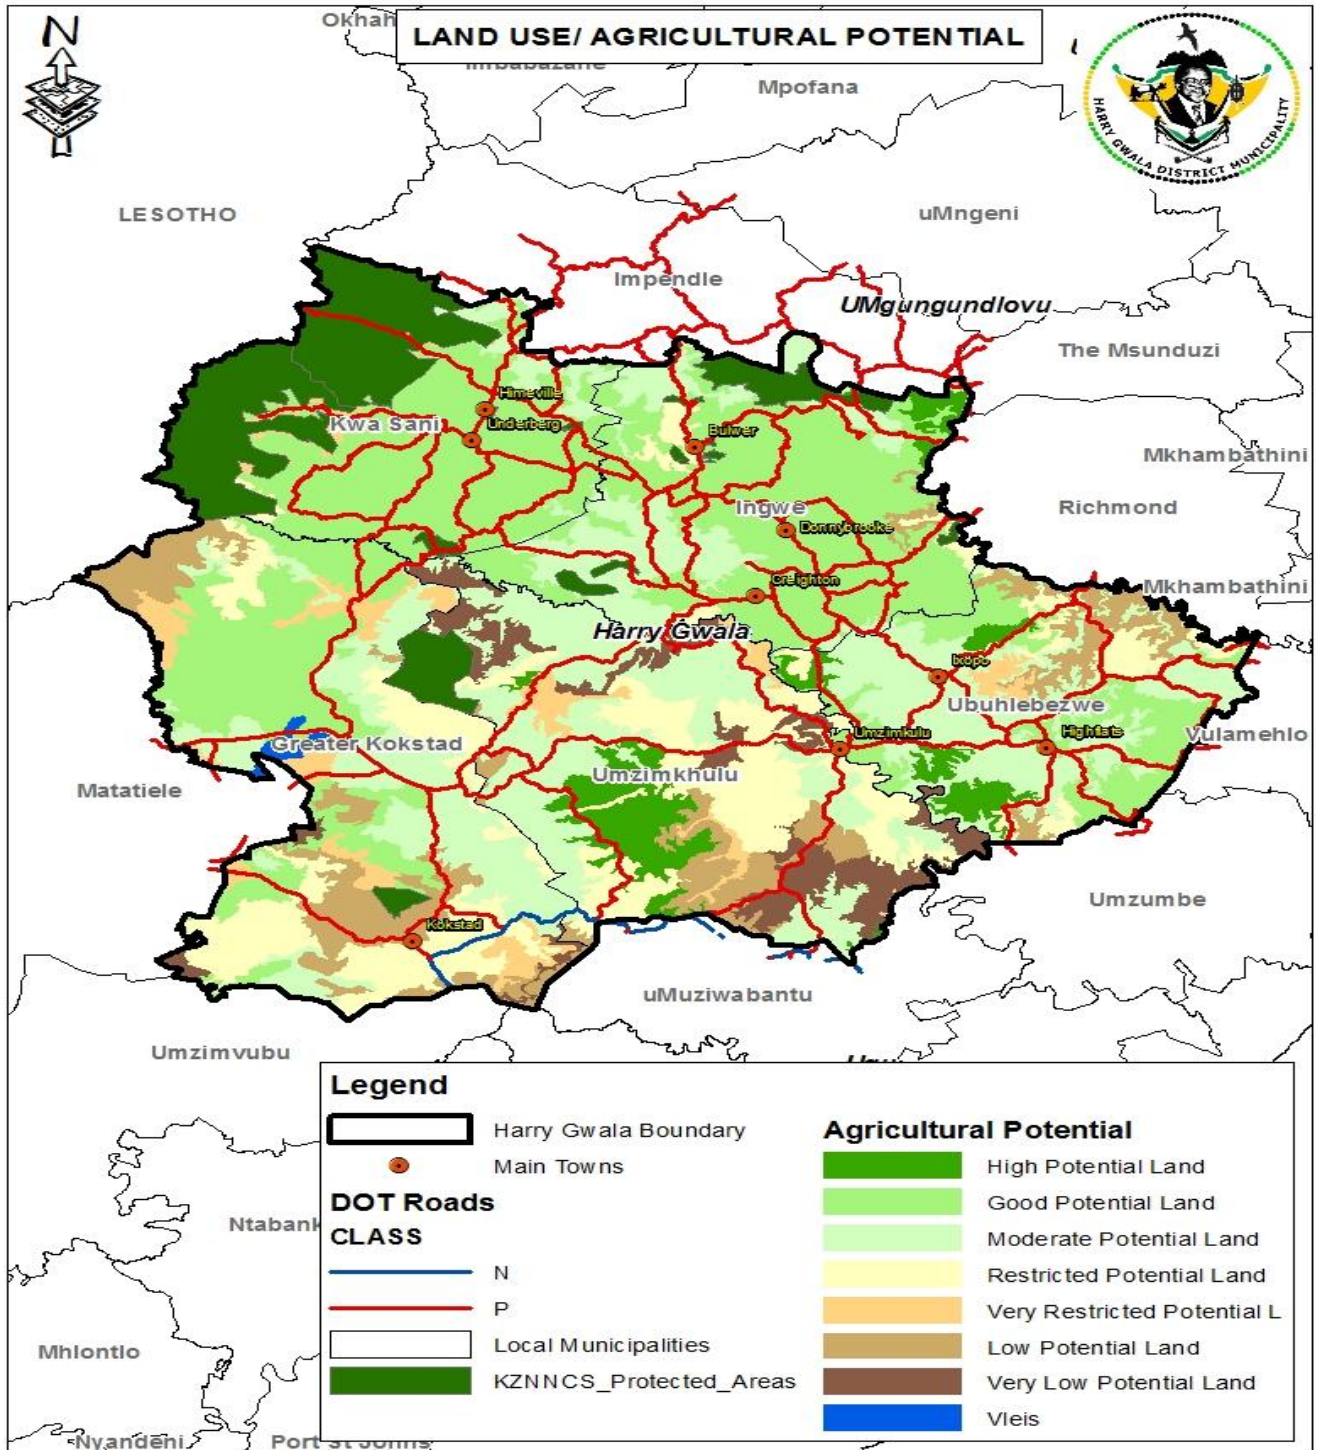 N
LAND USE/ AGRICULTURAL POTENTIAL
HARRY GWALA DISTRICT MUNICIPALITY
Mpofana
LESOTHO
uMngeni
Impendle
UMgungundlovu
The Msunduzi
Himeville
Kwa Sani
Underberg
Bulwer
Mkhambathini
Ingwe
Richmond
Donnybrooke
Creighton
Mkhambathini
Harry Gwala
Ixopo
Ubuhlebezwe
Greater Kokstad
Umzimkulu
Highflats
Vulamehlo
Umzimkhulu
Matatiele
Umzumbe
Kokstad
uMuziwabantu
Umzimvubu
Ntabank
Mhlontlo
Nyandeni
Port St Johns
Legend
Harry Gwala Boundary
Main Towns
DOT Roads
CLASS
N
P
Local Municipalities
KZNNCS_Protected_Areas
Agricultural Potential
High Potential Land
Good Potential Land
Moderate Potential Land
Restricted Potential Land
Very Restricted Potential L
Low Potential Land
Very Low Potential Land
Vleis